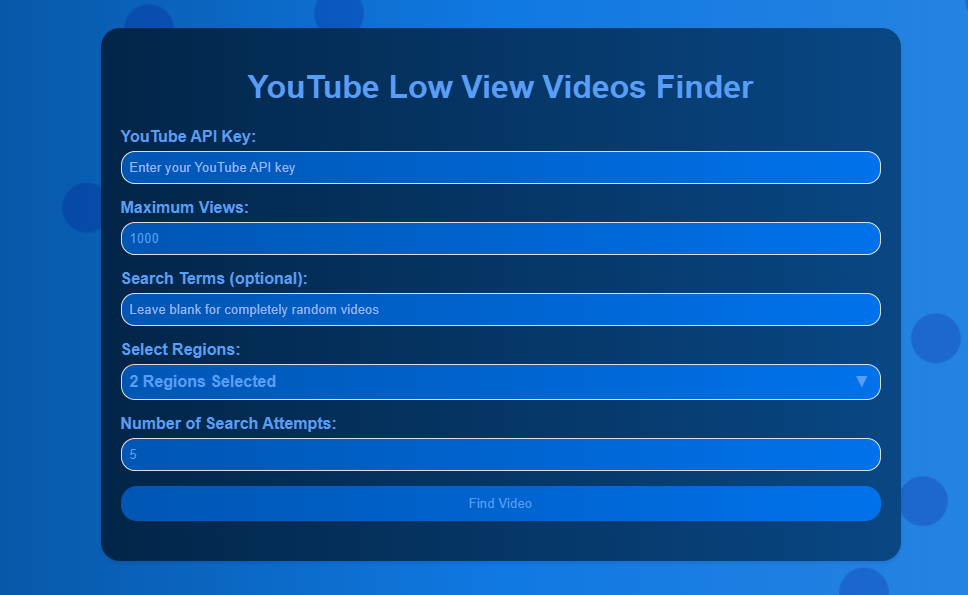 YouTube Low View Videos Finder
YouTube API Key:
Enter your YouTube API key
Maximum Views:
1000
Search Terms (optional):
Leave blank for completely random videos
Select Regions:
2 Regions Selected
Number of Search Attempts:
5
Find Video